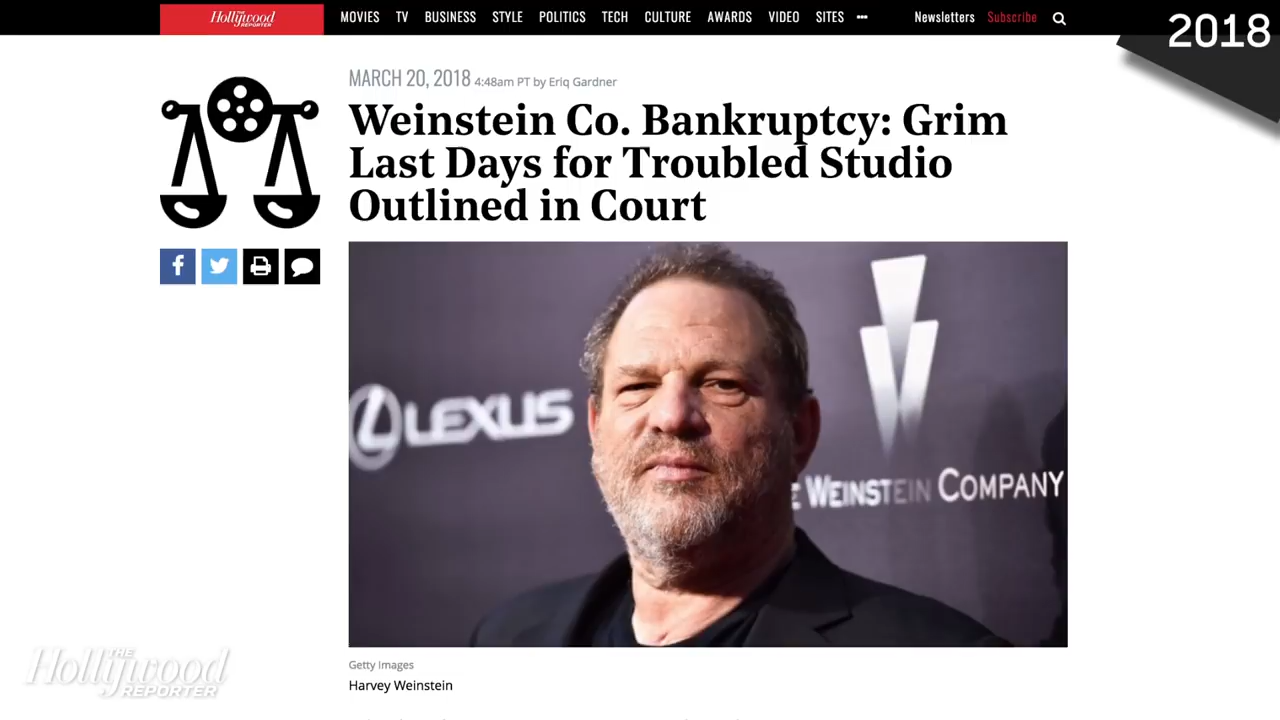 The Hollywood REPORTER
MOVIES TV BUSINESS STYLE POLITICS TECH CULTURE AWARDS VIDEO SITES •••
Newsletters Subscribe
2018
MARCH 20, 2018 4:48am PT by Eriq Gardner
Weinstein Co. Bankruptcy: Grim
Last Days for Troubled Studio
Outlined in Court
LEXUS
E WEINSTEIN COMPANY
Getty Images
Harvey Weinstein
THE
Hollywood
REPORTER